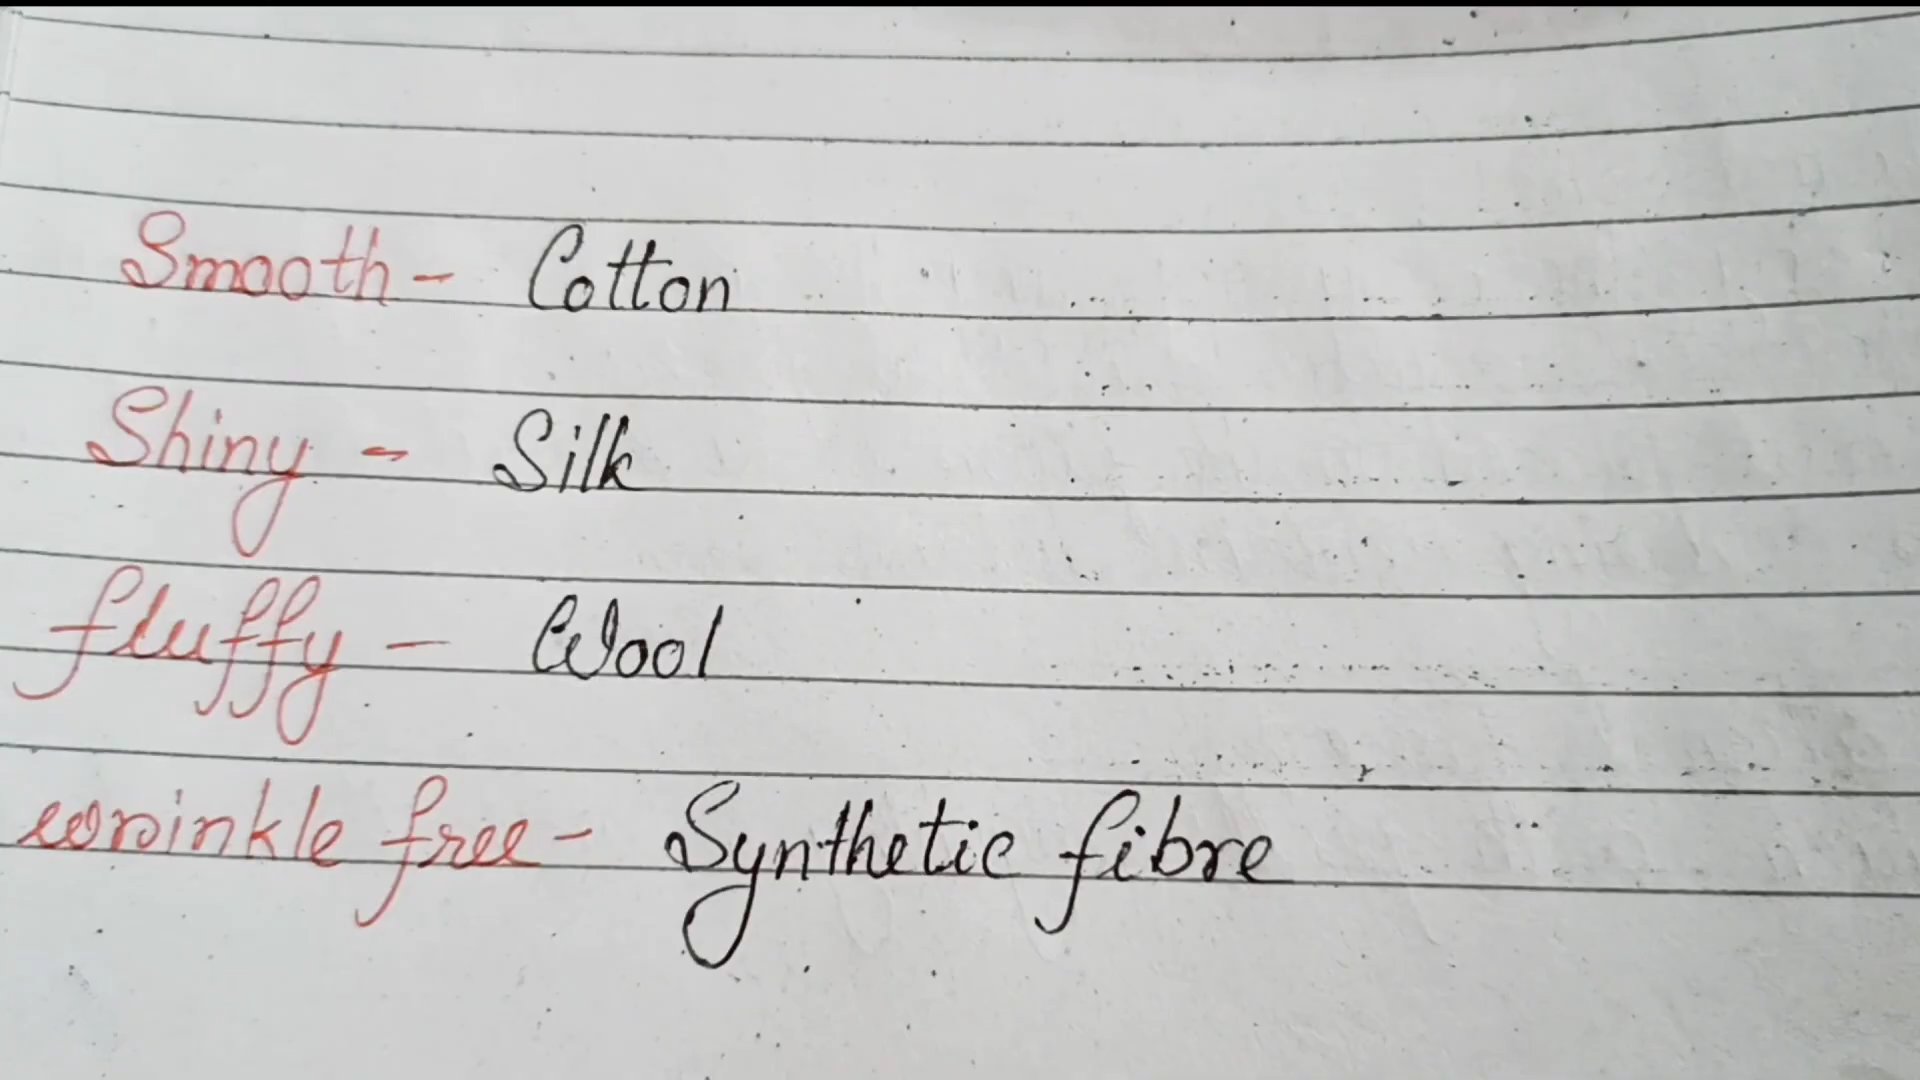 Smooth - Cotton
Shiny - Silk
fluffy - Wool
wrinkle free - Synthetic fibre